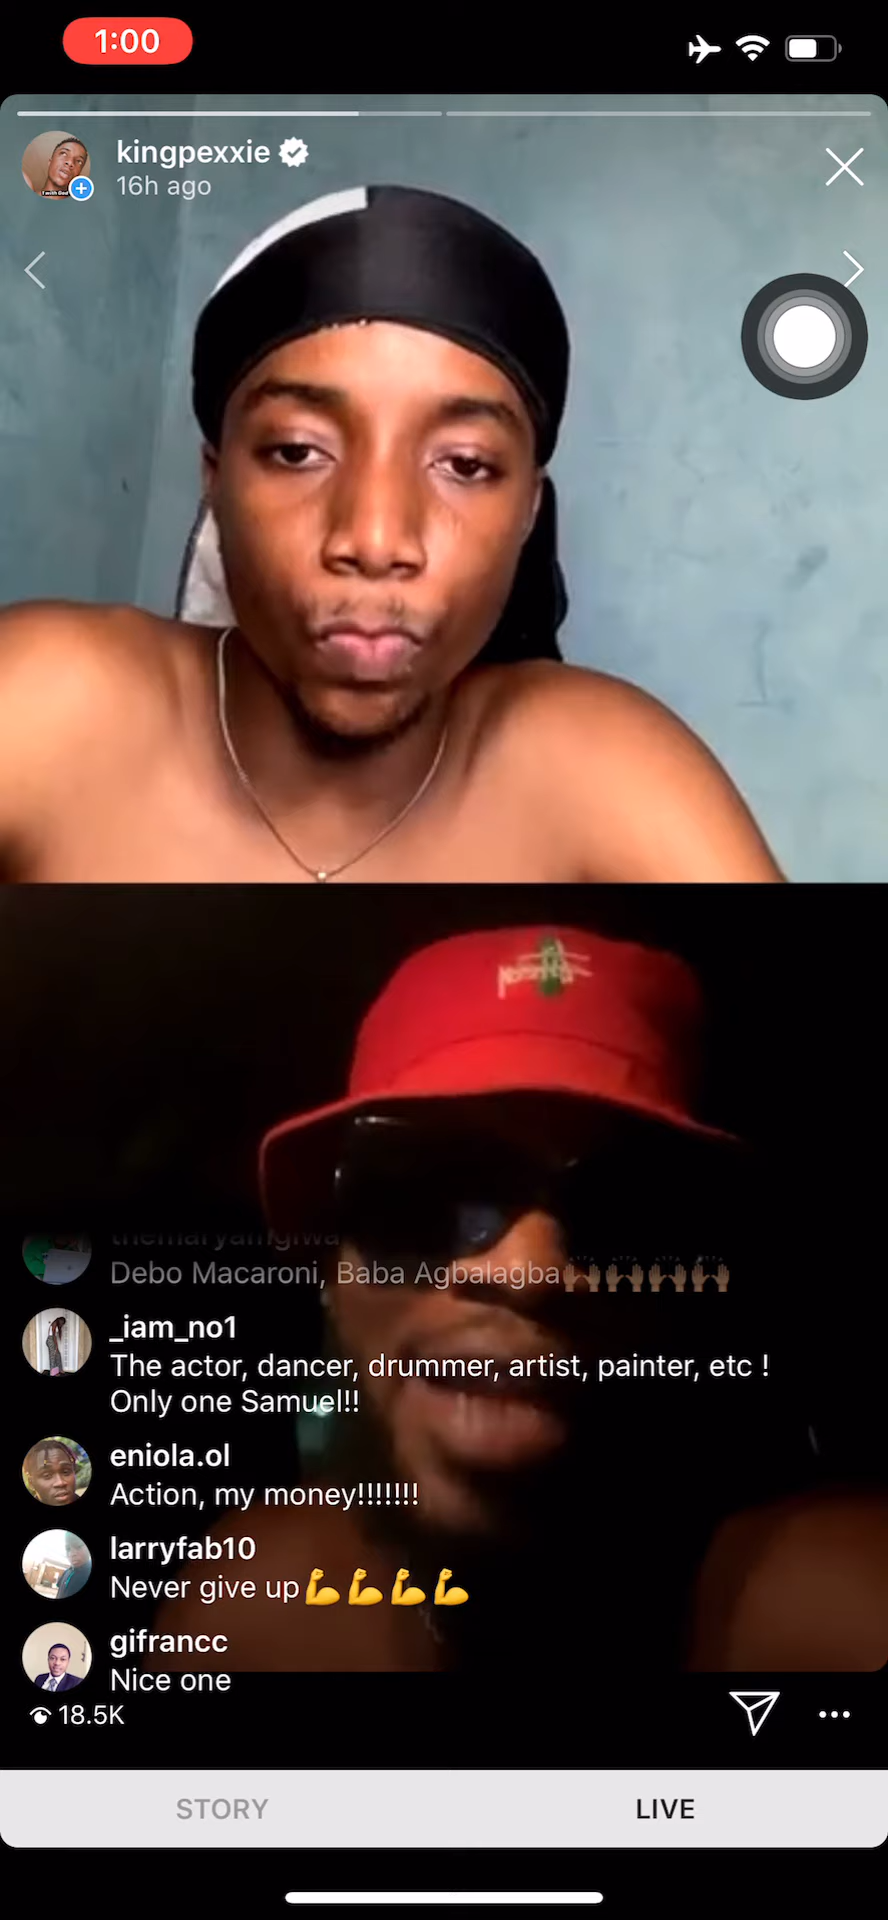 1:00
kingpexxie
16h ago
themaryamgiwa
Debo Macaroni, Baba Agbalagba🙌🏽🙌🏽🙌🏽🙌🏽
_iam_no1
The actor, dancer, drummer, artist, painter, etc !
Only one Samuel!!
eniola.ol
Action, my money!!!!!!!
larryfab10
Never give up💪💪💪💪
gifrancc
Nice one
18.5K
STORY
LIVE